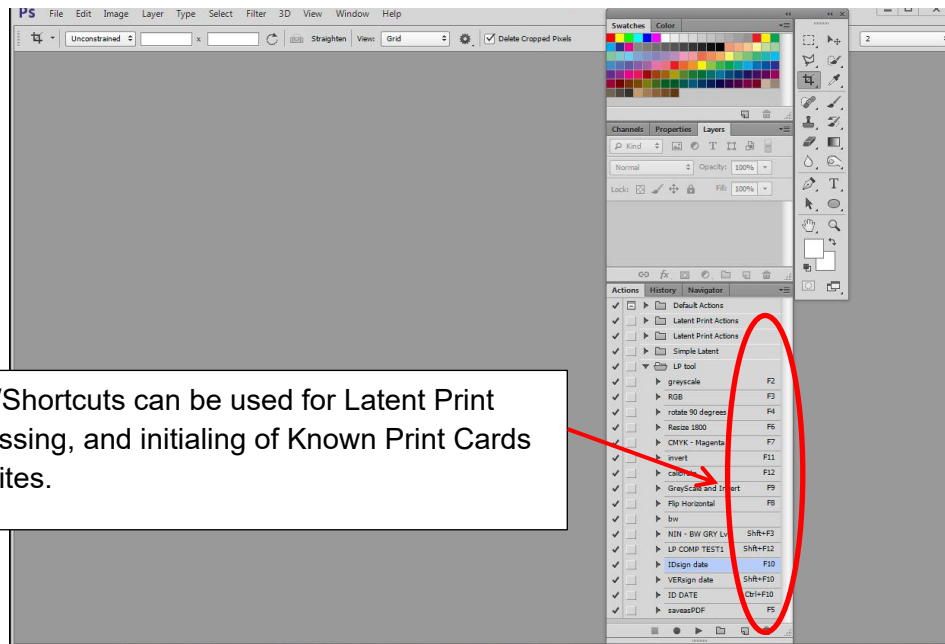 PS File Edit Image Layer Type Select Filter 3D View Window Help
Unconstrained x Straighten View: Grid Delete Cropped Pixels 2
Swatches Color
Channels Properties Layers
Kind T
Normal Opacity: 100%
Lock: Fill: 100%
fx
Actions History Navigator
Default Actions
Latent Print Actions
Latent Print Actions
Simple Latent
LP tool
greyscale F2
RGB F3
rotate 90 degrees F4
Resize 1800 F6
CMYK - Magenta F7
invert F11
F12
GreyScale and Invert F9
Flip Horizontal F8
bw
NIN - BW GRY Lv Shft+F3
LP COMP TEST1 Shft+F12
IDsign date F10
VERsign date Shft+F10
ID DATE Ctrl+F10
saveasPDF F5
/Shortcuts can be used for Latent Print
ssing, and initialing of Known Print Cards
ites.